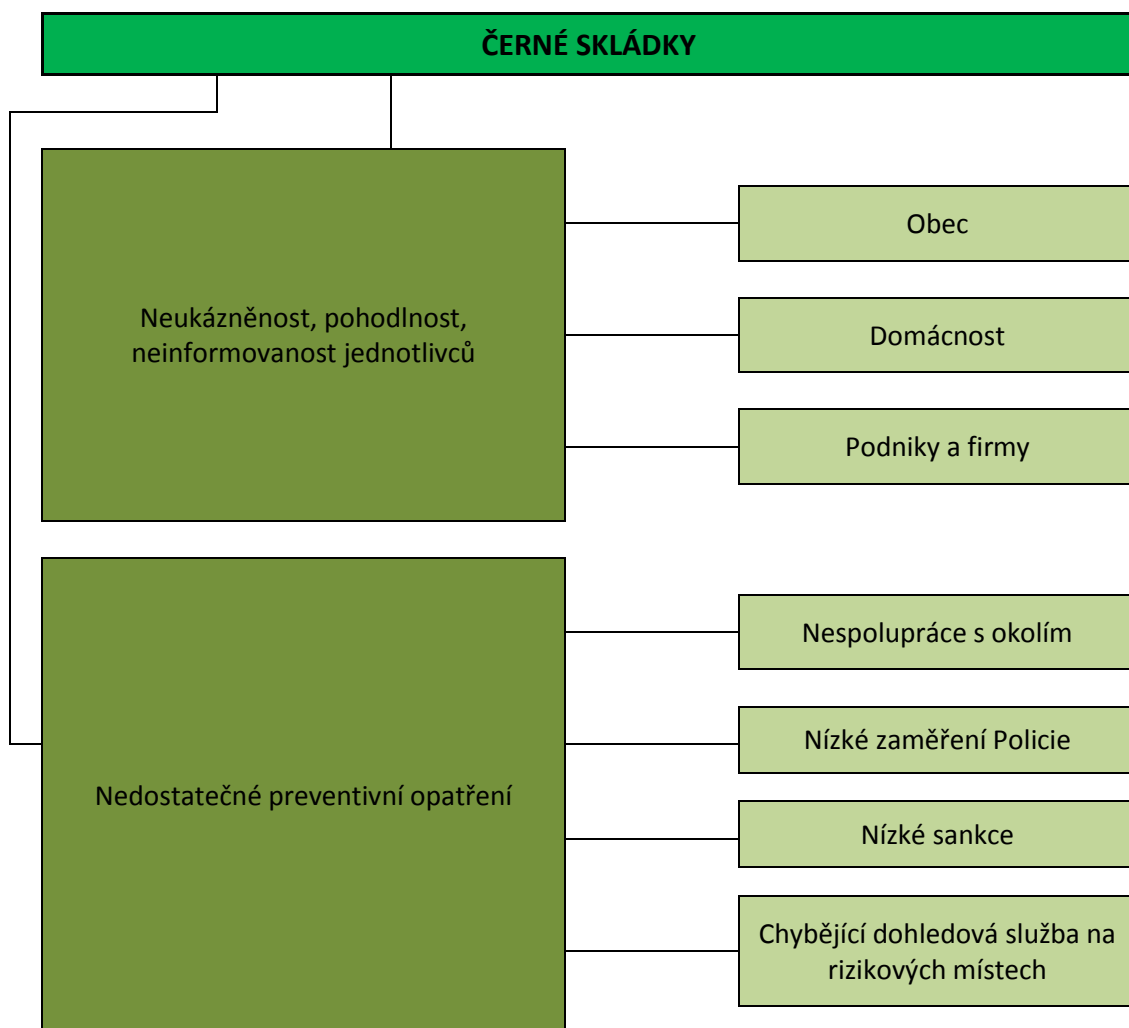 ČERNÉ SKLÁDKY
Neukázněnost, pohodlnost,
neinformovanost jednotlivců
Obec
Domácnost
Podniky a firmy
Nedostatečné preventivní opatření
Nespolupráce s okolím
Nízké zaměření Policie
Nízké sankce
Chybějící dohledová služba na
rizikových místech